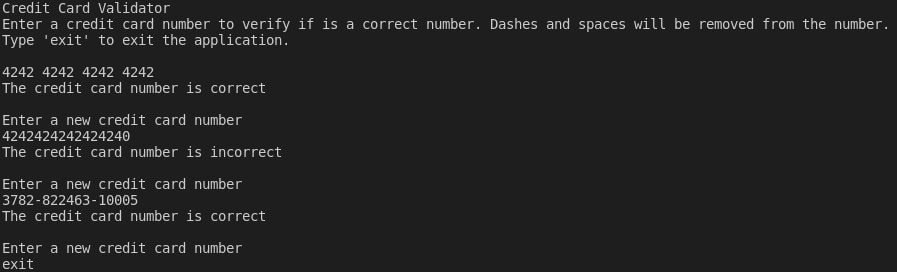 Credit Card Validator
Enter a credit card number to verify if is a correct number. Dashes and spaces will be removed from the number.
Type 'exit' to exit the application.
4242 4242 4242 4242
The credit card number is correct
Enter a new credit card number
4242424242424240
The credit card number is incorrect
Enter a new credit card number
3782-822463-10005
The credit card number is correct
Enter a new credit card number
exit